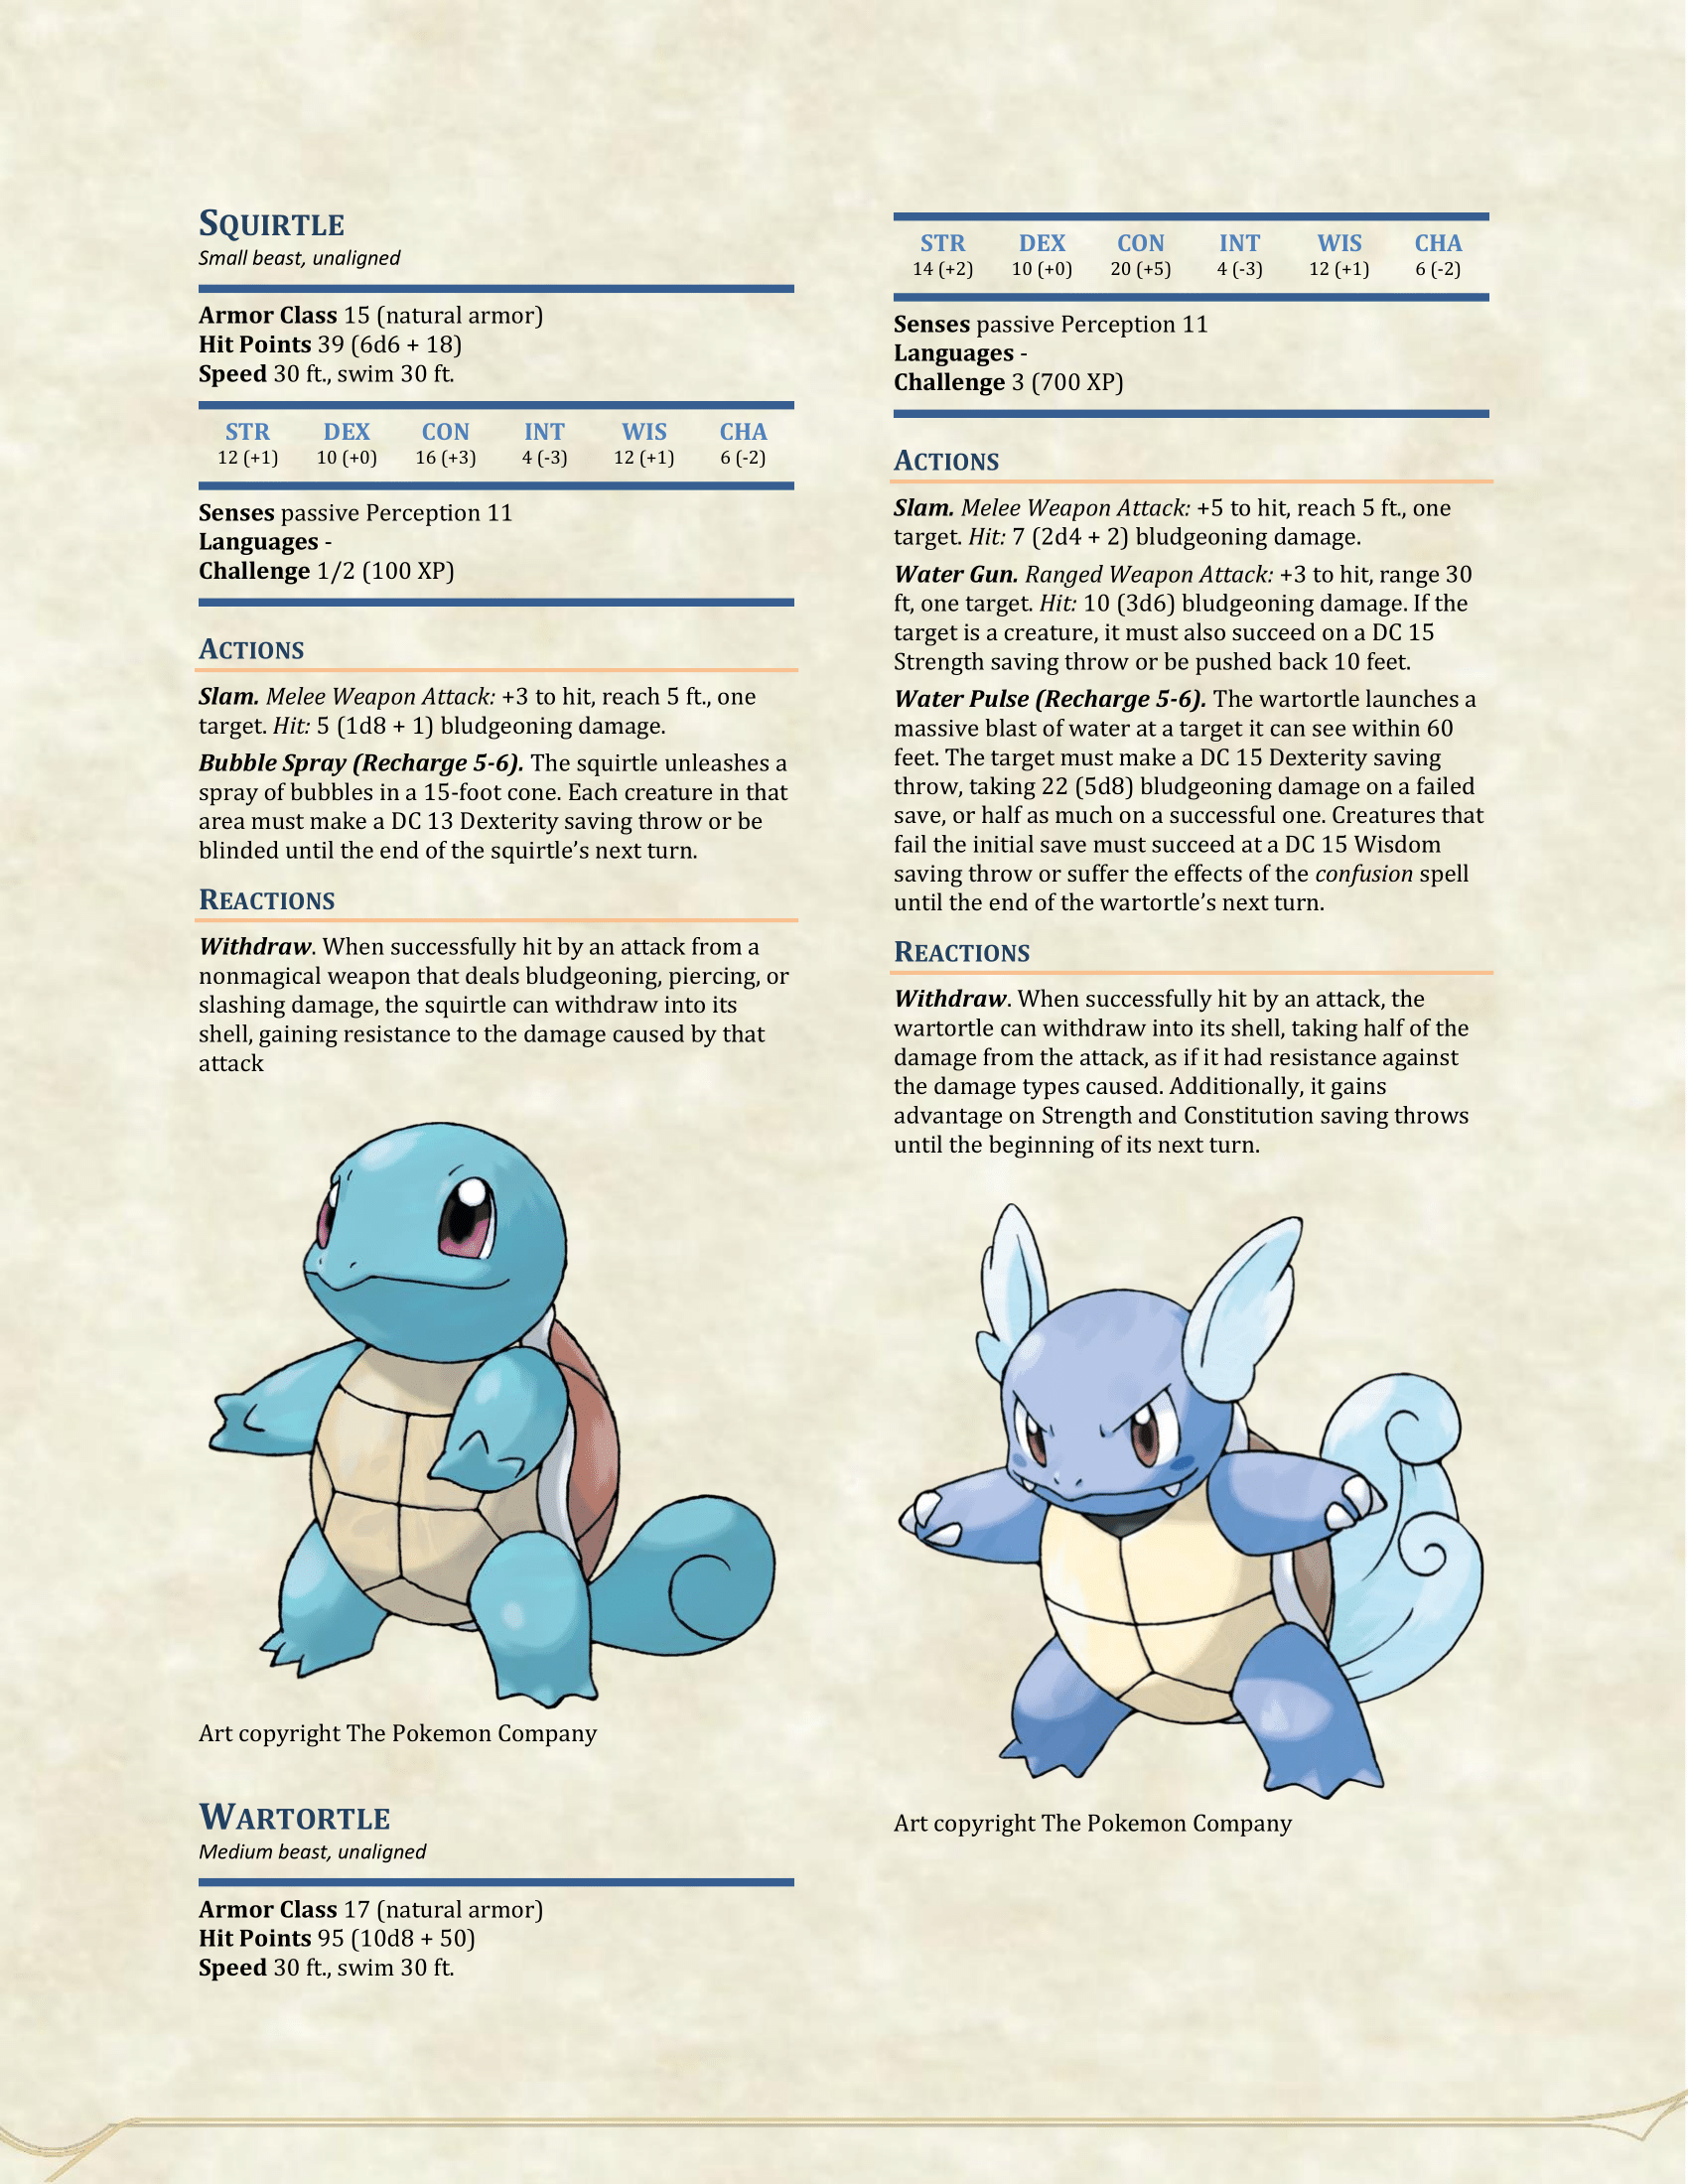 SQUIRTLE
Small beast, unaligned
Armor Class 15 (natural armor)
Hit Points 39 (6d6 + 18)
Speed 30 ft., swim 30 ft.
STR DEX CON INT WIS CHA
12 (+1) 10 (+0) 16 (+3) 4 (-3) 12 (+1) 6 (-2)
Senses passive Perception 11
Languages -
Challenge 1/2 (100 XP)
ACTIONS
Slam. Melee Weapon Attack: +3 to hit, reach 5 ft., one
target. Hit: 5 (1d8 + 1) bludgeoning damage.
Bubble Spray (Recharge 5-6). The squirtle unleashes a
spray of bubbles in a 15-foot cone. Each creature in that
area must make a DC 13 Dexterity saving throw or be
blinded until the end of the squirtle’s next turn.
REACTIONS
Withdraw. When successfully hit by an attack from a
nonmagical weapon that deals bludgeoning, piercing, or
slashing damage, the squirtle can withdraw into its
shell, gaining resistance to the damage caused by that
attack
Art copyright The Pokemon Company
WARTORTLE
Medium beast, unaligned
Armor Class 17 (natural armor)
Hit Points 95 (10d8 + 50)
Speed 30 ft., swim 30 ft.
STR DEX CON INT WIS CHA
14 (+2) 10 (+0) 20 (+5) 4 (-3) 12 (+1) 6 (-2)
Senses passive Perception 11
Languages -
Challenge 3 (700 XP)
ACTIONS
Slam. Melee Weapon Attack: +5 to hit, reach 5 ft., one
target. Hit: 7 (2d4 + 2) bludgeoning damage.
Water Gun. Ranged Weapon Attack: +3 to hit, range 30
ft, one target. Hit: 10 (3d6) bludgeoning damage. If the
target is a creature, it must also succeed on a DC 15
Strength saving throw or be pushed back 10 feet.
Water Pulse (Recharge 5-6). The wartortle launches a
massive blast of water at a target it can see within 60
feet. The target must make a DC 15 Dexterity saving
throw, taking 22 (5d8) bludgeoning damage on a failed
save, or half as much on a successful one. Creatures that
fail the initial save must succeed at a DC 15 Wisdom
saving throw or suffer the effects of the confusion spell
until the end of the wartortle’s next turn.
REACTIONS
Withdraw. When successfully hit by an attack, the
wartortle can withdraw into its shell, taking half of the
damage from the attack, as if it had resistance against
the damage types caused. Additionally, it gains
advantage on Strength and Constitution saving throws
until the beginning of its next turn.
Art copyright The Pokemon Company